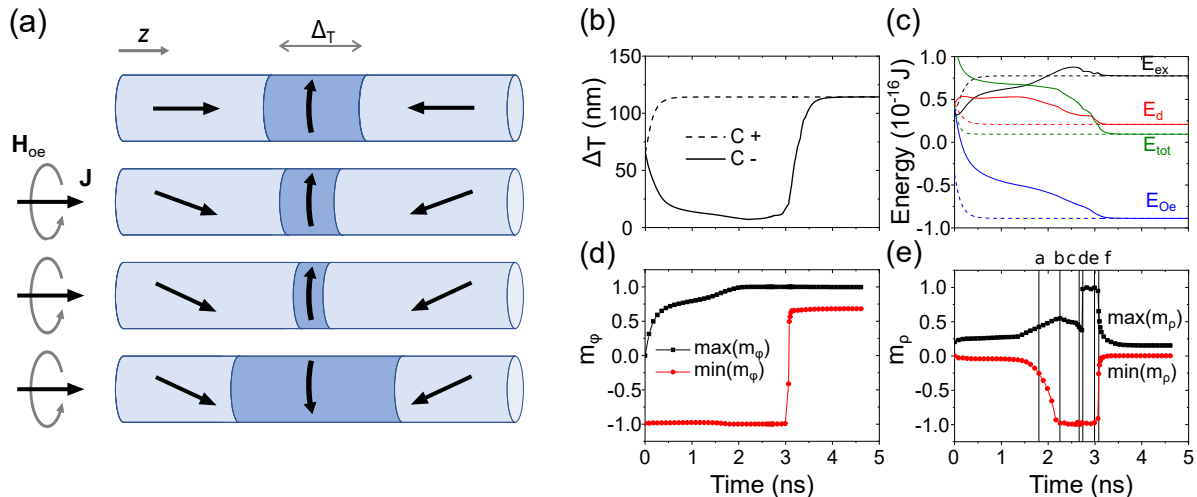 (a)
z
Δ_T
H_oe
J
(b)
150
100
50
0
Δ_T (nm)
C +
C -
(c)
1.0
0.5
0.0
-0.5
-1.0
Energy (10^-16 J)
E_ex
E_d
E_tot
E_Oe
(d)
1.0
0.5
0.0
-0.5
-1.0
m_φ
max(m_φ)
min(m_φ)
0 1 2 3 4 5
Time (ns)
(e)
a b c d e f
1.0
0.5
0.0
-0.5
-1.0
m_ρ
max(m_ρ)
min(m_ρ)
0 1 2 3 4 5
Time (ns)